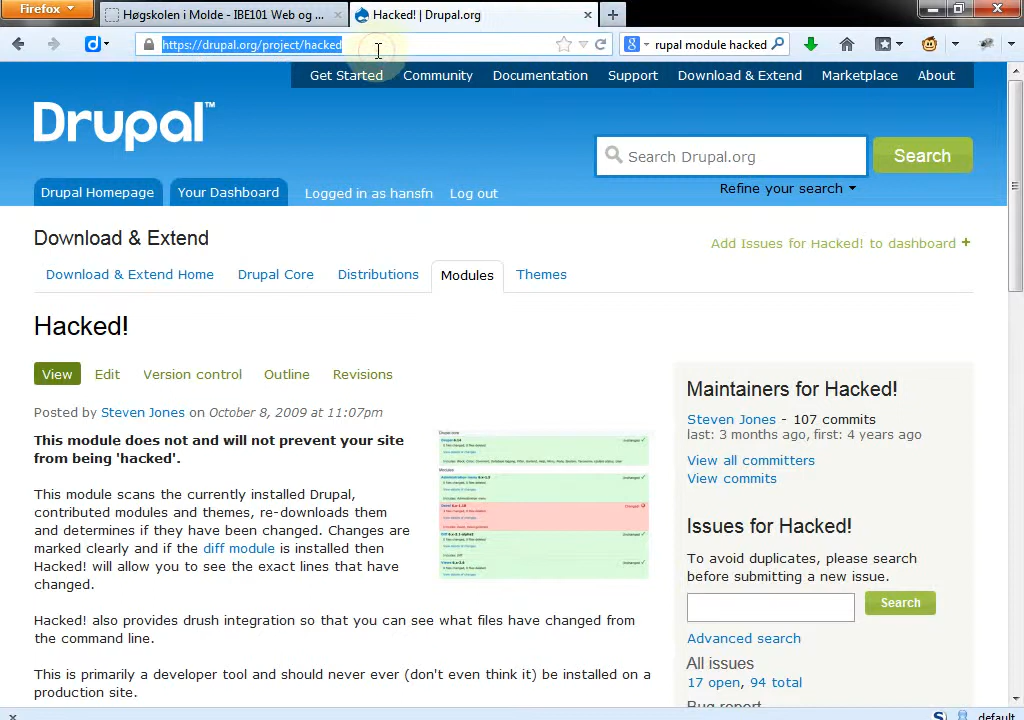 Firefox
Høgskolen i Molde - IBE101 Web og ...
Hacked! | Drupal.org
https://drupal.org/project/hacked
rupal module hacked
Get Started Community Documentation Support Download & Extend Marketplace About
Drupal™
Search Drupal.org
Search
Refine your search
Drupal Homepage Your Dashboard Logged in as hansfn Log out
Download & Extend
Add Issues for Hacked! to dashboard +
Download & Extend Home Drupal Core Distributions Modules Themes
Hacked!
View Edit Version control Outline Revisions
Posted by Steven Jones on October 8, 2009 at 11:07pm
This module does not and will not prevent your site
from being 'hacked'.
This module scans the currently installed Drupal,
contributed modules and themes, re-downloads them
and determines if they have been changed. Changes are
marked clearly and if the diff module is installed then
Hacked! will allow you to see the exact lines that have
changed.
Hacked! also provides drush integration so that you can see what files have changed from
the command line.
This is primarily a developer tool and should never ever (don't even think it) be installed on a
production site.
Maintainers for Hacked!
Steven Jones - 107 commits
last: 3 months ago, first: 4 years ago
View all committers
View commits
Issues for Hacked!
To avoid duplicates, please search
before submitting a new issue.
Search
Advanced search
All issues
17 open, 94 total
Bug report
default